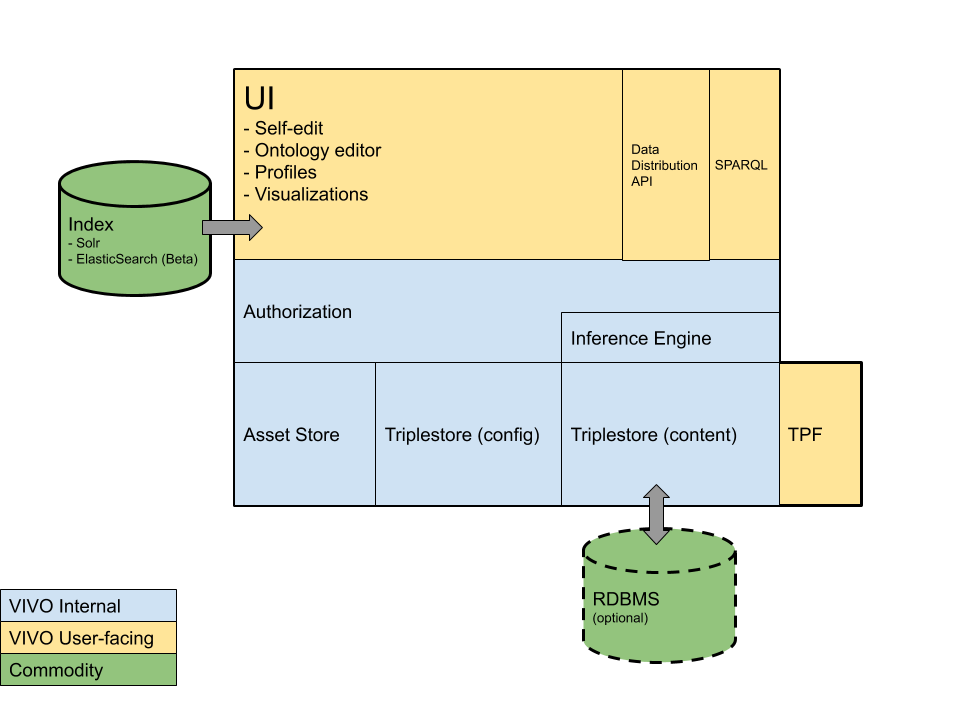 UI
- Self-edit
- Ontology editor
- Profiles
- Visualizations
Data
Distribution
API
SPARQL
Index
- Solr
- ElasticSearch (Beta)
Authorization
Inference Engine
Asset Store
Triplestore (config)
Triplestore (content)
TPF
RDBMS
(optional)
VIVO Internal
VIVO User-facing
Commodity